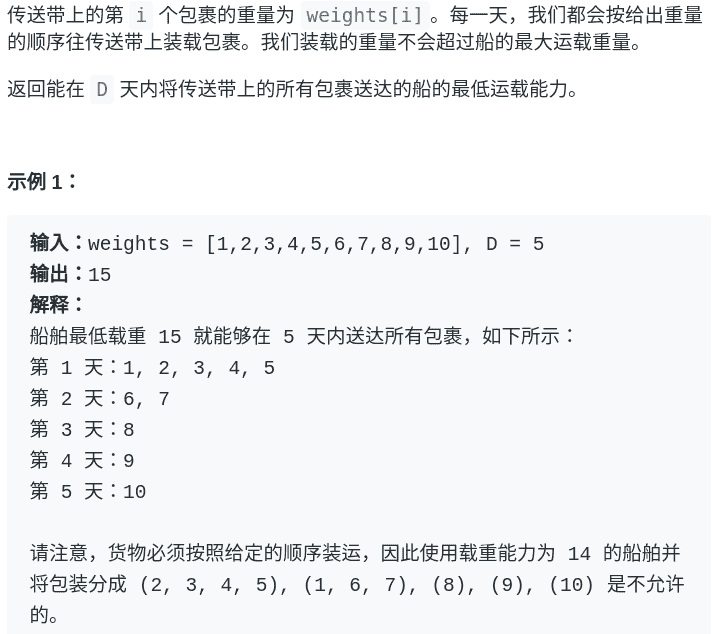 传送带上的第 i 个包裹的重量为 weights[i]。每一天，我们都会按给出重量
的顺序往传送带上装载包裹。我们装载的重量不会超过船的最大运载重量。
返回能在 D 天内将传送带上的所有包裹送达的船的最低运载能力。
示例 1：
输入：weights = [1,2,3,4,5,6,7,8,9,10], D = 5
输出：15
解释：
船舶最低载重 15 就能够在 5 天内送达所有包裹，如下所示：
第 1 天：1, 2, 3, 4, 5
第 2 天：6, 7
第 3 天：8
第 4 天：9
第 5 天：10
请注意，货物必须按照给定的顺序装运，因此使用载重能力为 14 的船舶并
将包装分成 (2, 3, 4, 5), (1, 6, 7), (8), (9), (10) 是不允许
的。